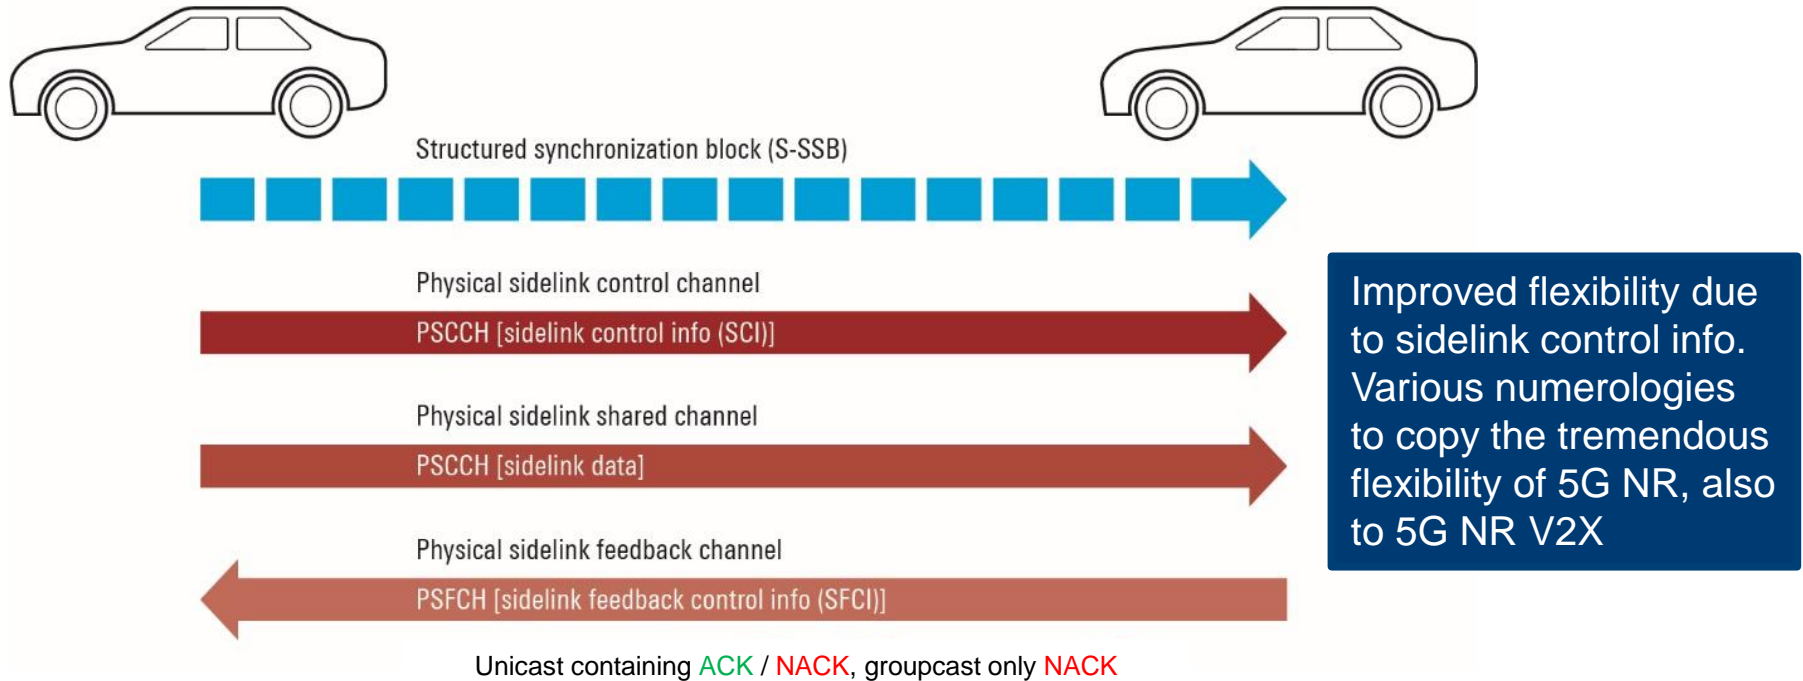 Structured synchronization block (S-SSB)
Physical sidelink control channel
PSCCH [sidelink control info (SCI)]
Physical sidelink shared channel
PSCCH [sidelink data]
Physical sidelink feedback channel
PSFCH [sidelink feedback control info (SFCI)]
Unicast containing ACK / NACK, groupcast only NACK
Improved flexibility due
to sidelink control info.
Various numerologies
to copy the tremendous
flexibility of 5G NR, also
to 5G NR V2X